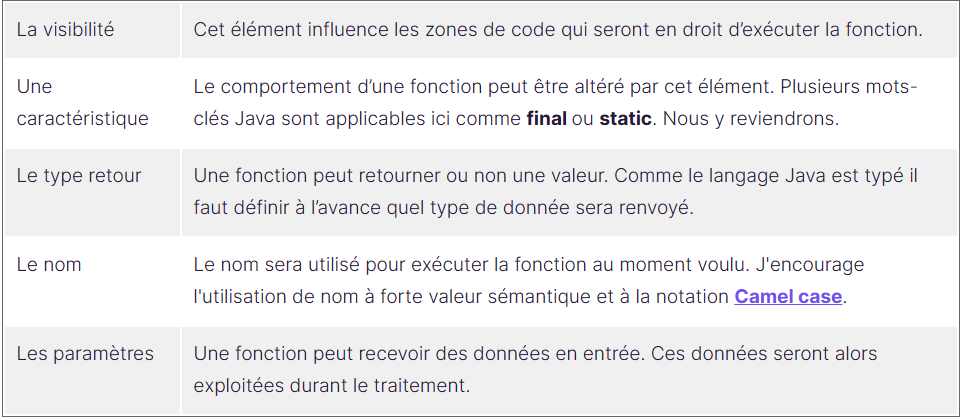 La visibilité
Cet élément influence les zones de code qui seront en droit d’exécuter la fonction.
Une
caractéristique
Le comportement d’une fonction peut être altéré par cet élément. Plusieurs mots-
clés Java sont applicables ici comme final ou static. Nous y reviendrons.
Le type retour
Une fonction peut retourner ou non une valeur. Comme le langage Java est typé il
faut définir à l’avance quel type de donnée sera renvoyé.
Le nom
Le nom sera utilisé pour exécuter la fonction au moment voulu. J'encourage
l'utilisation de nom à forte valeur sémantique et à la notation Camel case.
Les paramètres
Une fonction peut recevoir des données en entrée. Ces données seront alors
exploitées durant le traitement.